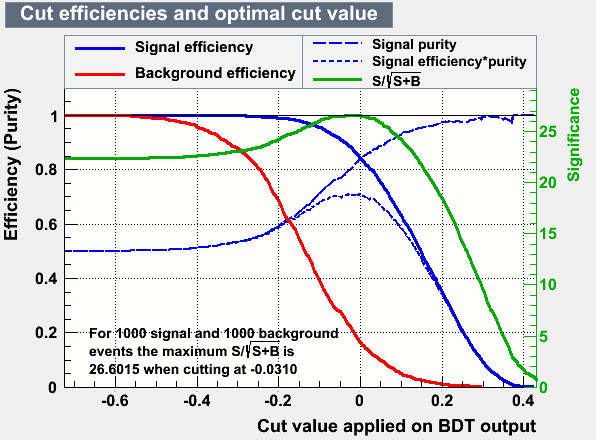 Cut efficiencies and optimal cut value
Signal efficiency
Background efficiency
Signal purity
Signal efficiency*purity
S/√S+B
Efficiency (Purity)
1
0.8
0.6
0.4
0.2
0
Significance
25
20
15
10
5
0
For 1000 signal and 1000 background
events the maximum S/√S+B is
26.6015 when cutting at -0.0310
-0.6 -0.4 -0.2 0 0.2 0.4
Cut value applied on BDT output